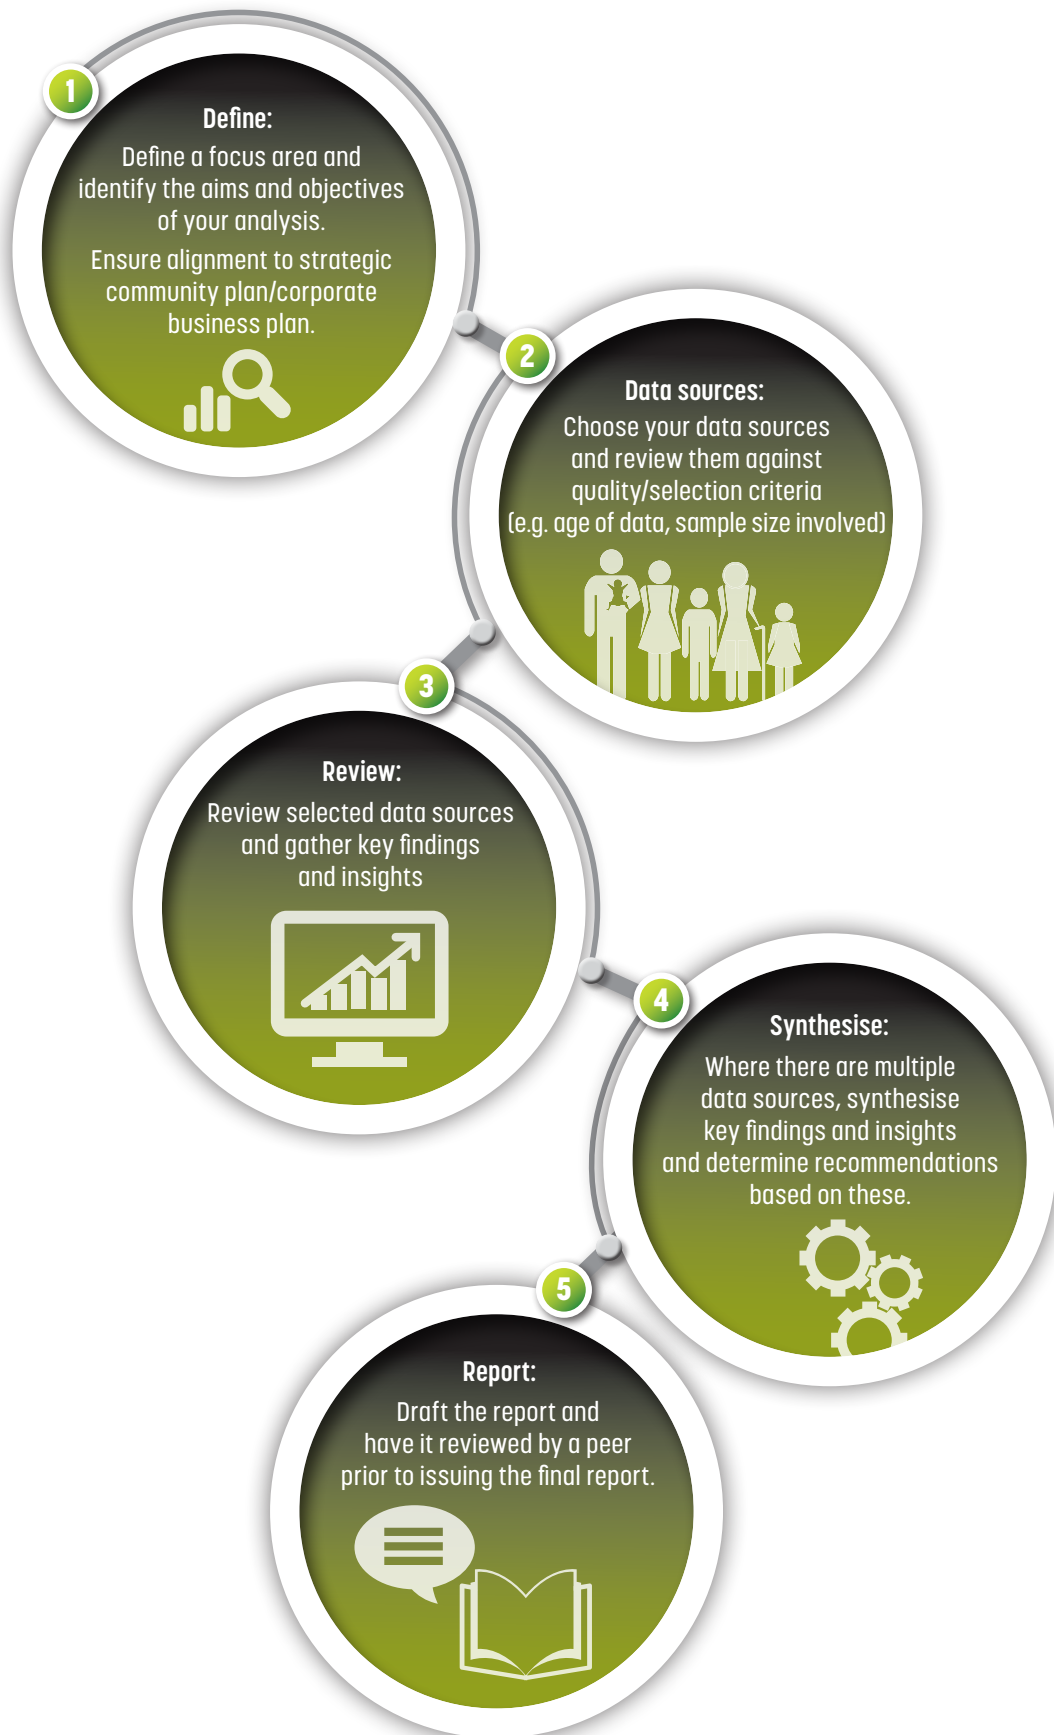 1
Define:
Define a focus area and
identify the aims and objectives
of your analysis.
Ensure alignment to strategic
community plan/corporate
business plan.
2
Data sources:
Choose your data sources
and review them against
quality/selection criteria
(e.g. age of data, sample size involved)
3
Review:
Review selected data sources
and gather key findings
and insights
4
Synthesise:
Where there are multiple
data sources, synthesise
key findings and insights
and determine recommendations
based on these.
5
Report:
Draft the report and
have it reviewed by a peer
prior to issuing the final report.